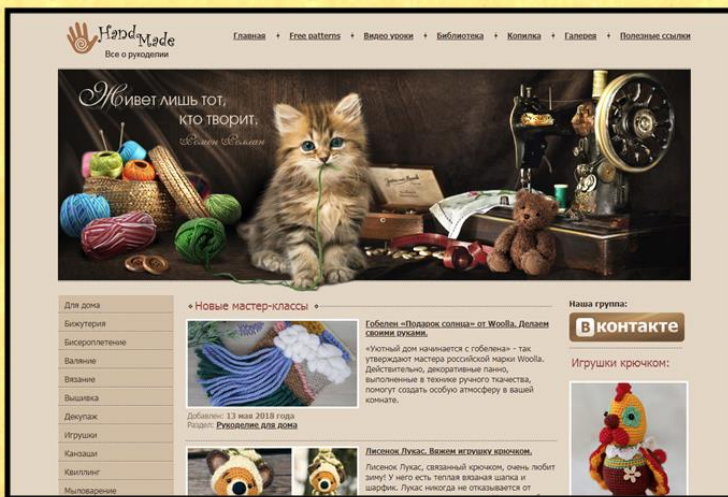 Hand Made
Все о рукоделии
Главная
Free patterns
Видео уроки
Библиотека
Копилка
Галерея
Полезные ссылки
Живет лишь тот,
кто творит.
Ромен Роллан
Для дома
Бижутерия
Бисероплетение
Валяние
Вязание
Вышивка
Декупаж
Игрушки
Канзаши
Квиллинг
Мыловарение
Новые мастер-классы
Гобелен «Подарок солнца» от Woolla. Делаем
своими руками.
«Уютный дом начинается с гобелена» - так
утверждают мастера российской марки Woolla.
Действительно, декоративные панно,
выполненные в технике ручного ткачества,
помогут создать особую атмосферу в вашей
комнате.
Добавлен: 13 мая 2018 года
Раздел: Рукоделие для дома
Лисенок Лукас. Вяжем игрушку крючком.
Лисенок Лукас, связанный крючком, очень любит
зиму! У него есть теплая вязаная шапка и
шарфик. Лукас никогда не отказывается от
Наша группа:
В контакте
Игрушки крючком: